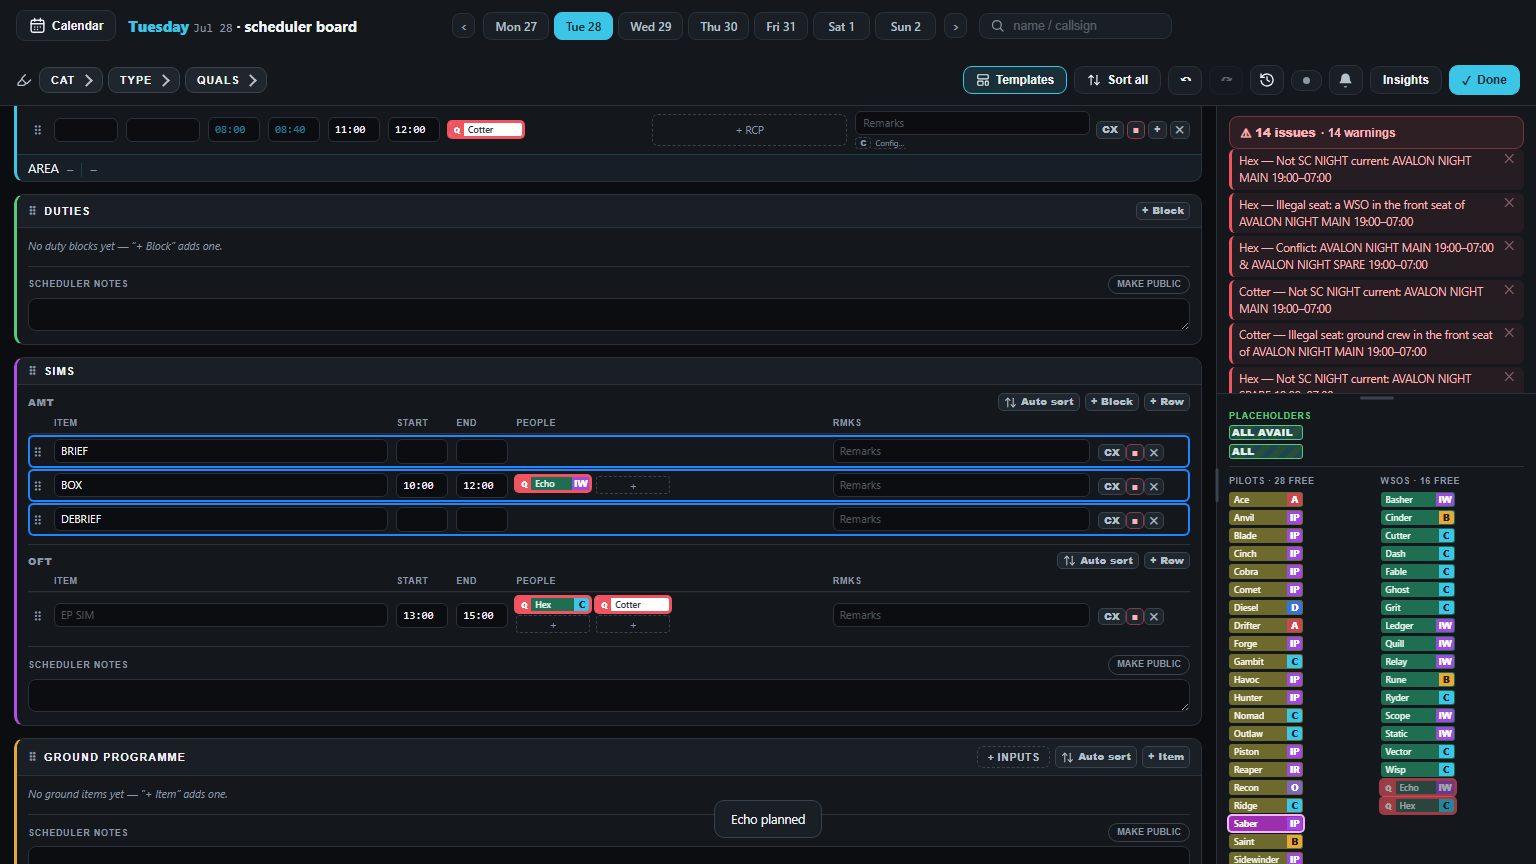 Calendar
Tuesday Jul 28 · scheduler board
‹ Mon 27 Tue 28 Wed 29 Thu 30 Fri 31 Sat 1 Sun 2 ›
name / callsign
CAT TYPE QUALS
Templates Sort all Insights ✓ Done
08:00 08:40 11:00 12:00 Q Cotter + RCP Remarks CX + ✕
C Config...
AREA – –
DUTIES + Block
No duty blocks yet — "+ Block" adds one.
SCHEDULER NOTES MAKE PUBLIC
SIMS
AMT Auto sort + Block + Row
ITEM START END PEOPLE RMKS
BRIEF Remarks CX ✕
BOX 10:00 12:00 Q Echo IW + Remarks CX ✕
DEBRIEF Remarks CX ✕
OFT Auto sort + Row
ITEM START END PEOPLE RMKS
EP SIM 13:00 15:00 Q Hex C Q Cotter Remarks CX ✕
+ +
SCHEDULER NOTES MAKE PUBLIC
GROUND PROGRAMME + INPUTS Auto sort + Item
No ground items yet — "+ Item" adds one.
SCHEDULER NOTES MAKE PUBLIC
Echo planned
⚠ 14 issues · 14 warnings
Hex — Not SC NIGHT current: AVALON NIGHT
MAIN 19:00–07:00
Hex — Illegal seat: a WSO in the front seat of
AVALON NIGHT MAIN 19:00–07:00
Hex — Conflict: AVALON NIGHT MAIN 19:00–07:00
& AVALON NIGHT SPARE 19:00–07:00
Cotter — Not SC NIGHT current: AVALON NIGHT
MAIN 19:00–07:00
Cotter — Illegal seat: ground crew in the front seat
of AVALON NIGHT MAIN 19:00–07:00
Hex — Not SC NIGHT current: AVALON NIGHT
PLACEHOLDERS
ALL AVAIL
ALL
PILOTS · 28 FREE WSOS · 16 FREE
Ace A Basher IW
Anvil IP Cinder B
Blade IP Cutter C
Cinch IP Dash C
Cobra IP Fable C
Comet IP Ghost C
Diesel D Grit C
Drifter A Ledger IW
Forge IP Quill IW
Gambit C Relay IW
Havoc IP Rune B
Hunter IP Ryder C
Nomad C Scope IW
Outlaw C Static IW
Piston IP Vector C
Reaper IR Wisp C
Recon O Q Echo IW
Ridge C Q Hex C
Saber IP
Saint B
Sidewinder IP